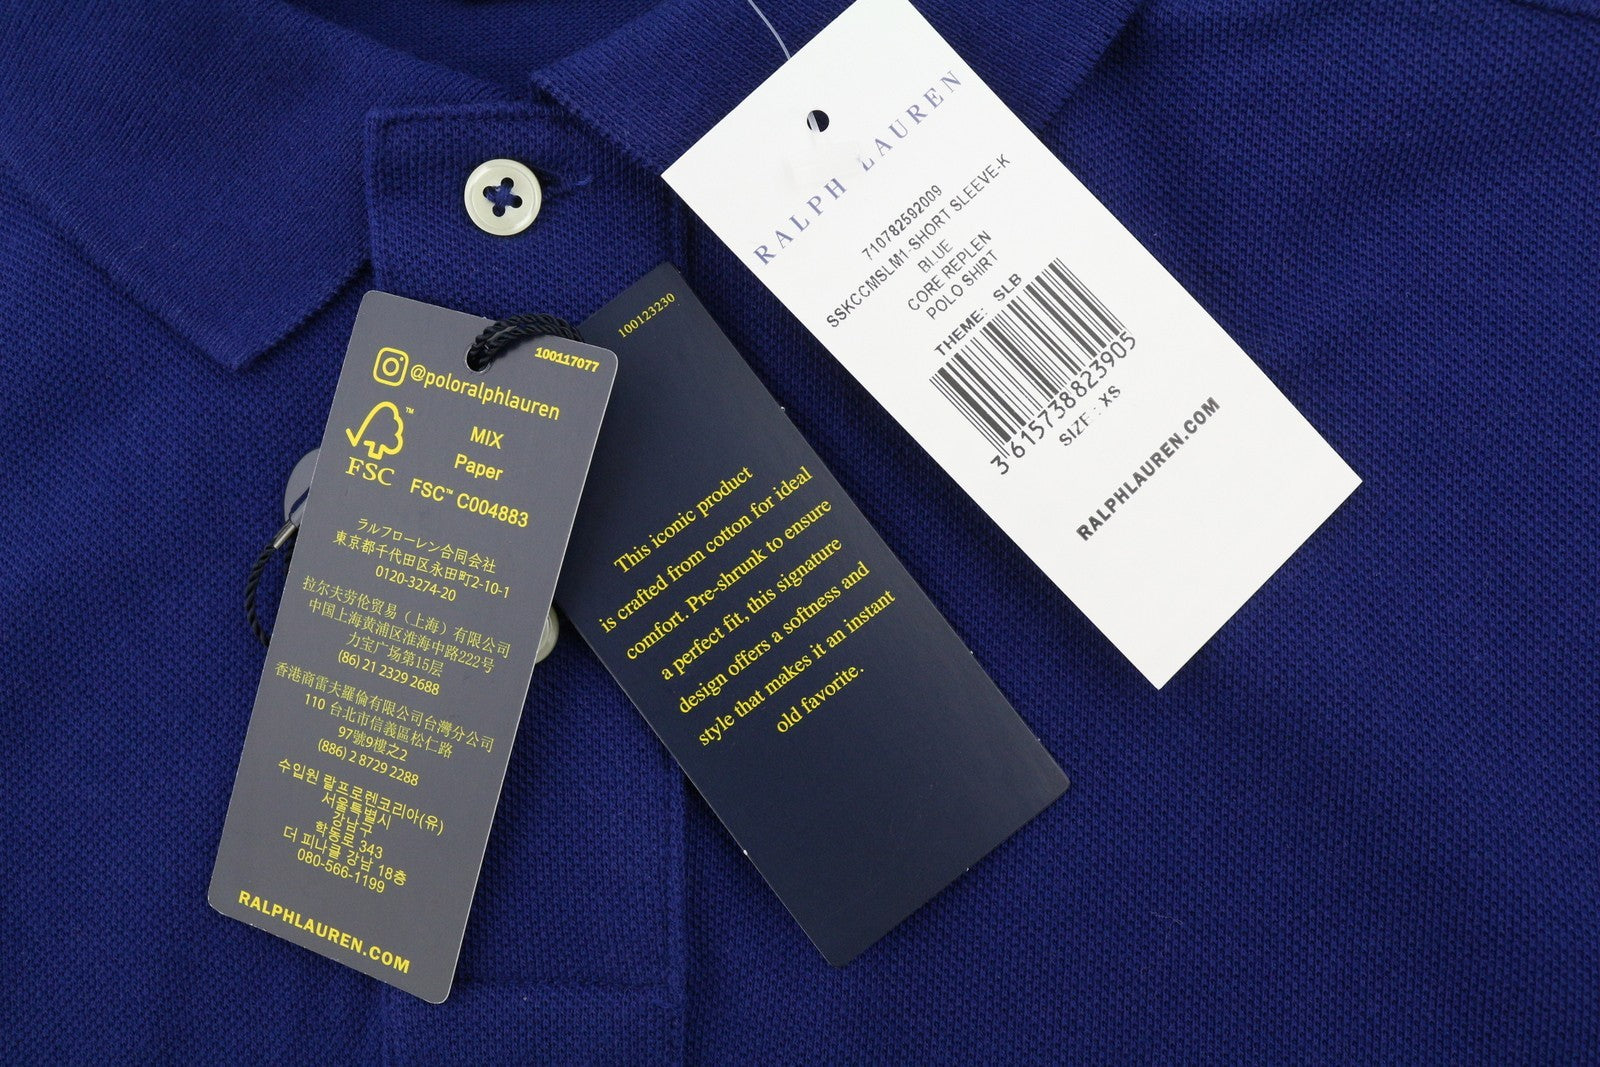 @poloralphlauren
100117077
FSC
MIX
Paper
FSC™ C004883
ラルフローレン合同会社
東京都千代田区永田町2-10-1
0120-3274-20
拉尔夫劳伦贸易（上海）有限公司
中国上海黄浦区淮海中路222号
力宝广场第15层
(86) 21 2329 2688
香港商雷夫羅倫有限公司台灣分公司
110 台北市信義區松仁路
97號9樓之2
(886) 2 8729 2288
수입원 랄프로렌코리아(유)
서울특별시
강남구
학동로 343
더 피나클 강남 18층
080-566-1199
RALPHLAUREN.COM
100123230
This iconic product
is crafted from cotton for ideal
comfort. Pre-shrunk to ensure
a perfect fit, this signature
design offers a softness and
style that makes it an instant
old favorite.
RALPH LAUREN
710782592009
SSKCCMSLM1-SHORT SLEEVE-K
BLUE
CORE REPLEN
POLO SHIRT
THEME: SLB
3 615738823905
SIZE: XS
RALPHLAUREN.COM